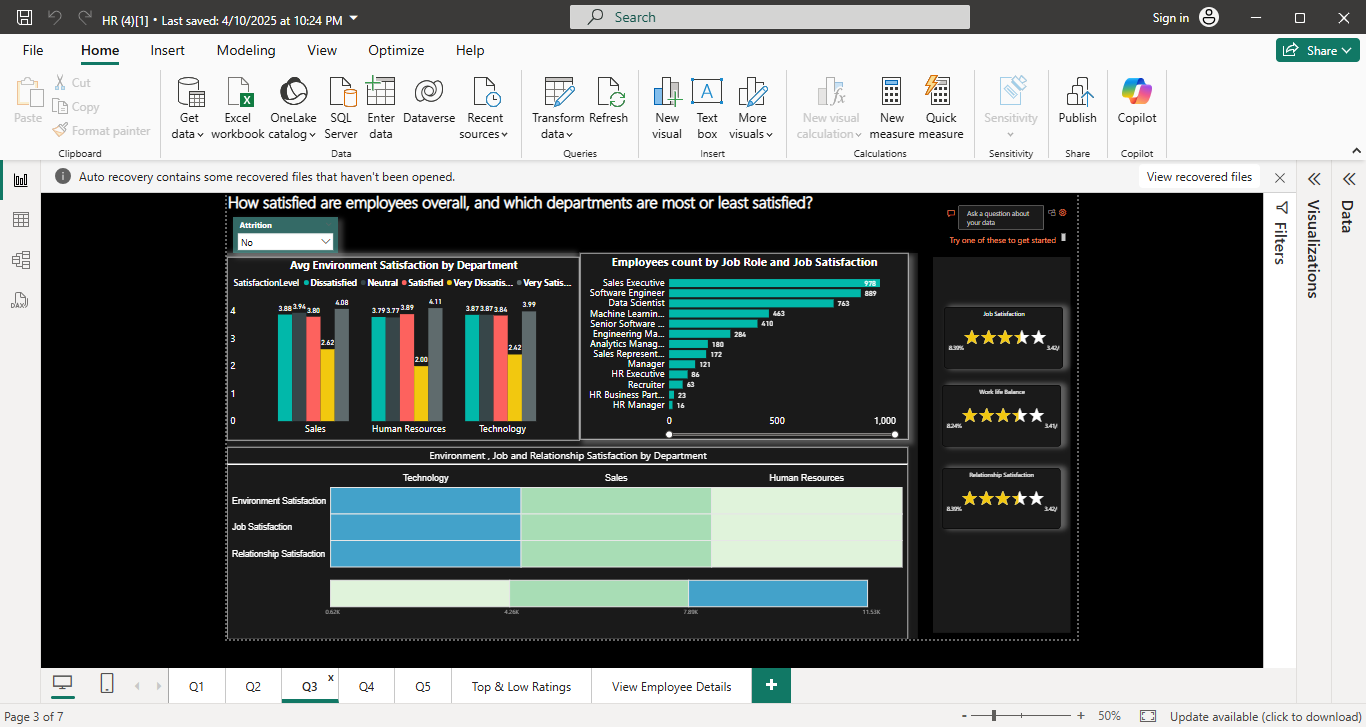 HR (4)[1] • Last saved: 4/10/2025 at 10:24 PM
Search
Sign in
File Home Insert Modeling View Optimize Help
Share
Paste
Cut
Copy
Format painter
Clipboard
Get data
Excel workbook
OneLake catalog
SQL Server
Enter data
Dataverse
Recent sources
Data
Transform data
Refresh
Queries
New visual
Text box
More visuals
Insert
New visual calculation
New measure
Quick measure
Calculations
Sensitivity
Sensitivity
Publish
Share
Copilot
Copilot
Auto recovery contains some recovered files that haven't been opened.
View recovered files
How satisfied are employees overall, and which departments are most or least satisfied?
Attrition
No
Ask a question about
your data
Try one of these to get started
Avg Environment Satisfaction by Department
SatisfactionLevel Dissatisfied Neutral Satisfied Very Dissatis... Very Satis...
4
3
2
1
0
3.88 3.94 3.80 2.62 4.08
3.79 3.77 3.89 2.00 4.11
3.87 3.87 3.84 2.42 3.99
Sales Human Resources Technology
Employees count by Job Role and Job Satisfaction
Sales Executive 978
Software Engineer 889
Data Scientist 763
Machine Learnin... 463
Senior Software ... 410
Engineering Ma... 284
Analytics Manag... 180
Sales Represent... 172
Manager 121
HR Executive 86
Recruiter 63
HR Business Part... 23
HR Manager 16
0 500 1,000
Environment , Job and Relationship Satisfaction by Department
Technology Sales Human Resources
Environment Satisfaction
Job Satisfaction
Relationship Satisfaction
0.62K 4.26K 7.89K 11.53K
Job Satisfaction
8.39% 3.42/
Work life Balance
8.24% 3.41/
Relationship Satisfaction
8.39% 3.42/
Filters
Visualizations
Data
DAX
Q1 Q2 Q3 x Q4 Q5 Top & Low Ratings View Employee Details +
Page 3 of 7
- + 50%
Update available (click to download)